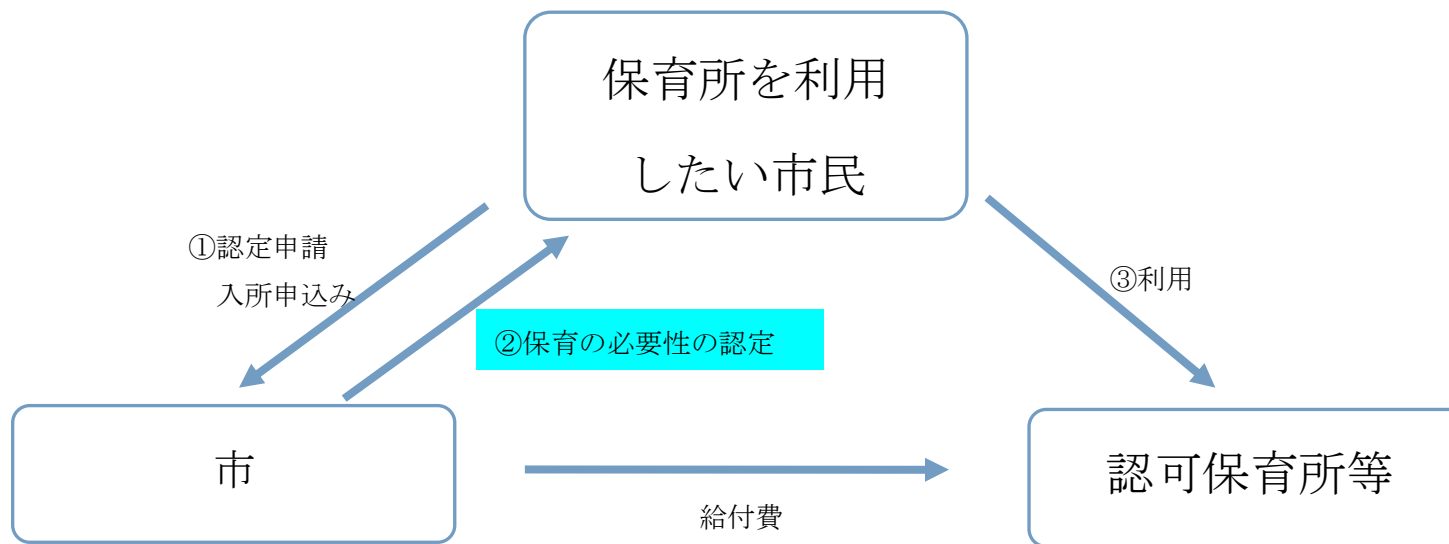 保育所を利用
したい市民
①認定申請
入所申込み
②保育の必要性の認定
③利用
市
給付費
認可保育所等